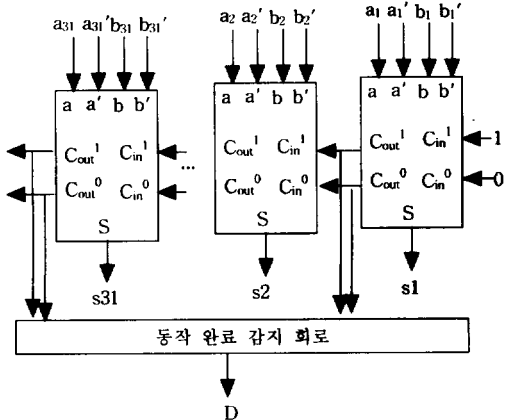 a31 a31' b31 b31' a2 a2' b2 b2' a1 a1' b1 b1'
a a' b b' a a' b b' a a' b b'
Cout¹ Cin¹ Cout¹ Cin¹ Cout¹ Cin¹ 1
...
Cout⁰ Cin⁰ Cout⁰ Cin⁰ Cout⁰ Cin⁰ 0
S S S
s31 s2 s1
동작 완료 감지 회로
D